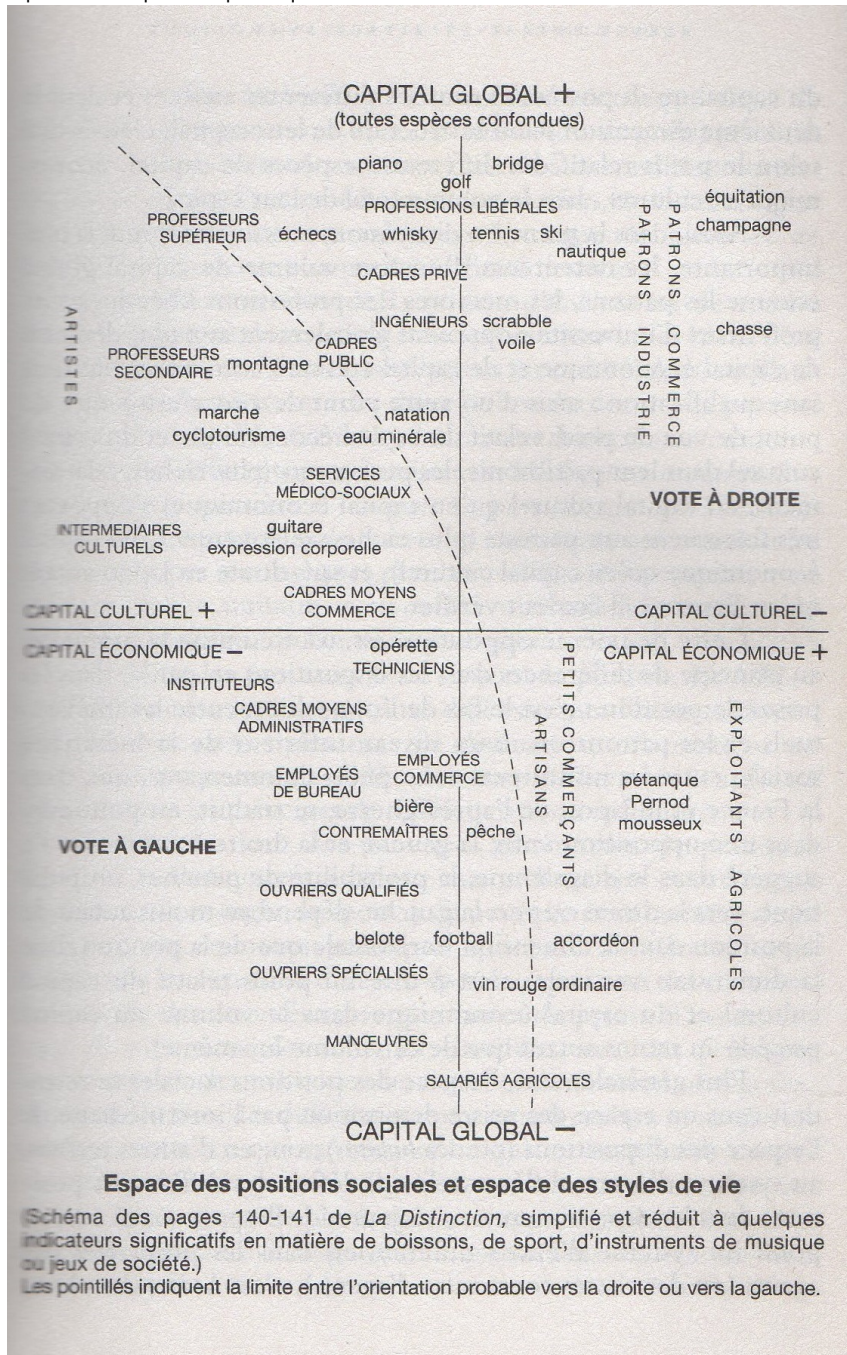 CAPITAL GLOBAL +
(toutes espèces confondues)
piano
bridge
golf
PROFESSIONS LIBÉRALES
équitation
champagne
PROFESSEURS
SUPÉRIEUR
échecs
whisky
tennis
ski
nautique
PATRONS INDUSTRIE
PATRONS COMMERCE
CADRES PRIVÉ
ARTISTES
INGÉNIEURS
scrabble
voile
chasse
CADRES
PUBLIC
PROFESSEURS
SECONDAIRE
montagne
marche
cyclotourisme
natation
eau minérale
SERVICES
MÉDICO-SOCIAUX
VOTE À DROITE
INTERMEDIAIRES
CULTURELS
guitare
expression corporelle
CADRES MOYENS
COMMERCE
CAPITAL CULTUREL +
CAPITAL CULTUREL −
CAPITAL ÉCONOMIQUE −
CAPITAL ÉCONOMIQUE +
opérette
TECHNICIENS
INSTITUTEURS
CADRES MOYENS
ADMINISTRATIFS
PETITS COMMERÇANTS
ARTISANS
EXPLOITANTS AGRICOLES
EMPLOYÉS
COMMERCE
EMPLOYÉS
DE BUREAU
pétanque
Pernod
mousseux
bière
CONTREMAÎTRES
pêche
VOTE À GAUCHE
OUVRIERS QUALIFIÉS
belote
football
accordéon
OUVRIERS SPÉCIALISÉS
vin rouge ordinaire
MANŒUVRES
SALARIÉS AGRICOLES
CAPITAL GLOBAL −
Espace des positions sociales et espace des styles de vie
(Schéma des pages 140-141 de La Distinction, simplifié et réduit à quelques
indicateurs significatifs en matière de boissons, de sport, d'instruments de musique
ou jeux de société.)
Les pointillés indiquent la limite entre l'orientation probable vers la droite ou vers la gauche.